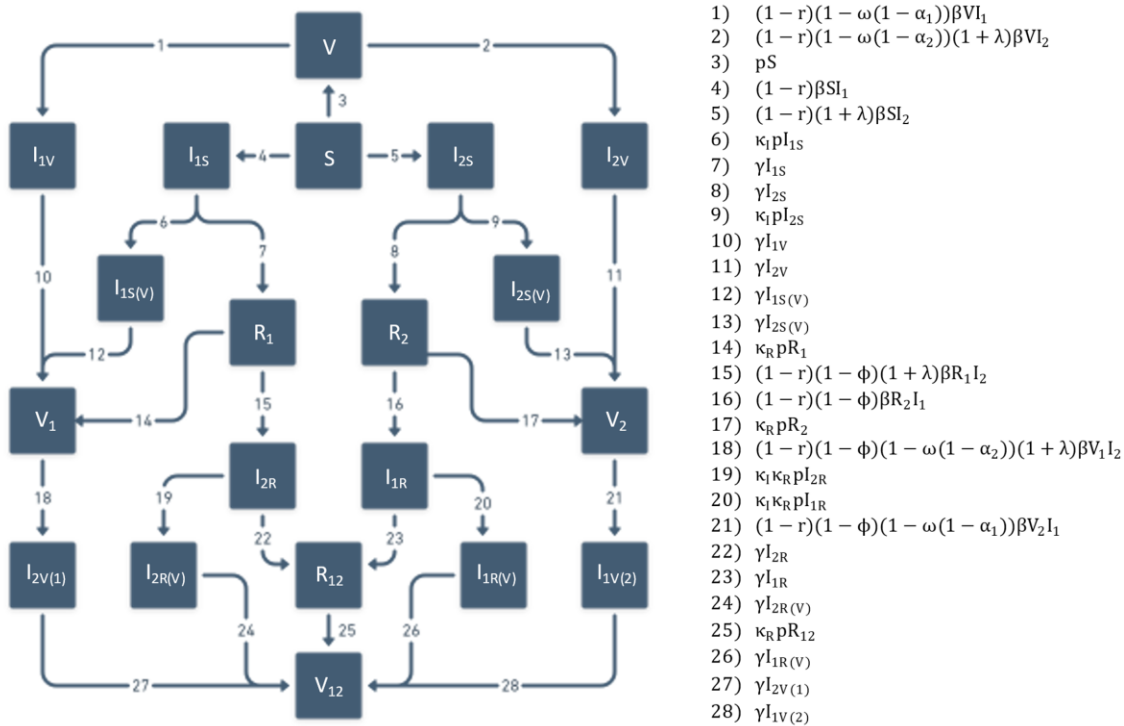 V
1
2
3
I1V
I1S
4
S
5
I2S
I2V
6
7
8
9
10
11
I1S(V)
I2S(V)
R1
R2
12
13
V1
14
15
16
17
V2
I2R
I1R
18
19
20
21
22
23
I2V(1)
I2R(V)
R12
I1R(V)
I1V(2)
24
25
26
27
V12
28
1) (1 − r)(1 − ω(1 − α₁))βVI₁
2) (1 − r)(1 − ω(1 − α₂))(1 + λ)βVI₂
3) pS
4) (1 − r)βSI₁
5) (1 − r)(1 + λ)βSI₂
6) κIpI1S
7) γI1S
8) γI2S
9) κIpI2S
10) γI1V
11) γI2V
12) γI1S(V)
13) γI2S(V)
14) κRpR₁
15) (1 − r)(1 − ϕ)(1 + λ)βR₁I₂
16) (1 − r)(1 − ϕ)βR₂I₁
17) κRpR₂
18) (1 − r)(1 − ϕ)(1 − ω(1 − α₂))(1 + λ)βV₁I₂
19) κIκRpI2R
20) κIκRpI1R
21) (1 − r)(1 − ϕ)(1 − ω(1 − α₁))βV₂I₁
22) γI2R
23) γI1R
24) γI2R(V)
25) κRpR12
26) γI1R(V)
27) γI2V(1)
28) γI1V(2)